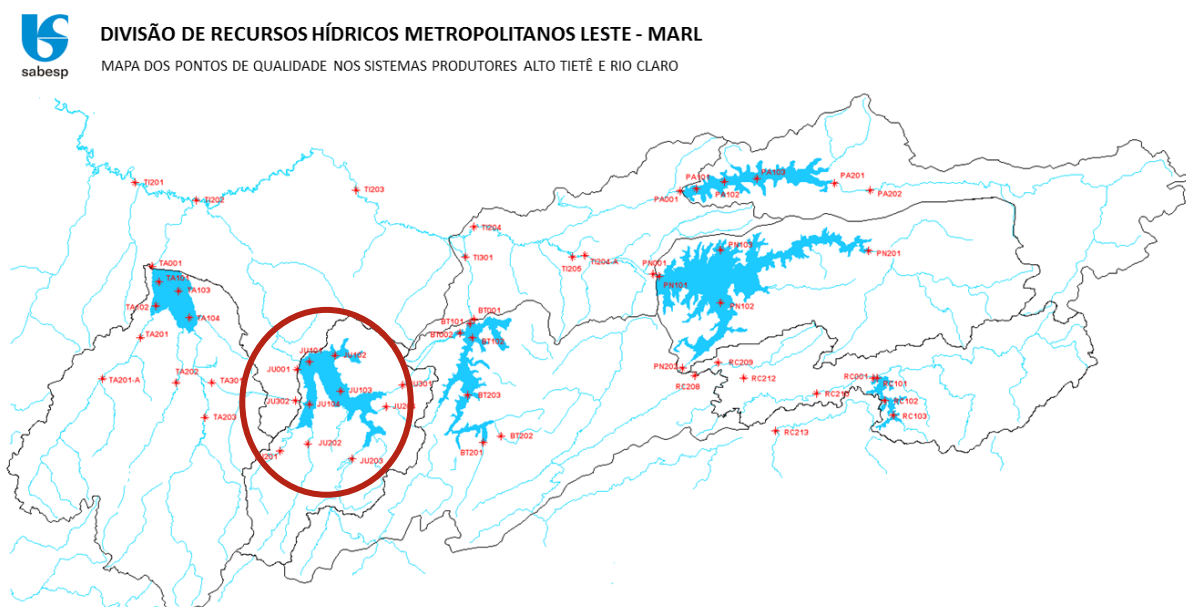 DIVISÃO DE RECURSOS HÍDRICOS METROPOLITANOS LESTE - MARL
sabesp
MAPA DOS PONTOS DE QUALIDADE NOS SISTEMAS PRODUTORES ALTO TIETÊ E RIO CLARO
TI201
TI202
TI203
TI204
TI301
TI205
TI204-A
PA101
PA103
PA201
PA001
PA102
PA202
PN103
PN201
PN001
PN101
PN102
PN202
TA001
TA101
TA103
TA102
TA104
TA201
TA201-A
TA202
TA301
TA203
BT001
BT101
BT002
BT102
BT203
BT202
BT201
JU101
JU102
JU001
JU103
JU301
JU302
JU104
JU202
JU203
RC209
RC208
RC212
RC001
RC102
RC103
RC213